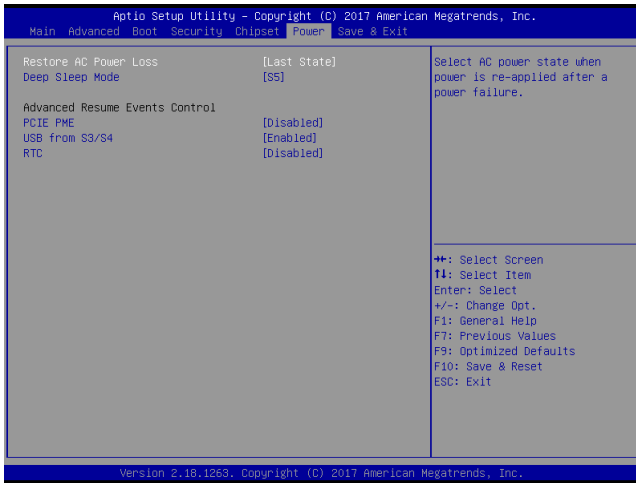 Aptio Setup Utility – Copyright (C) 2017 American Megatrends, Inc.
Main Advanced Boot Security Chipset Power Save & Exit
Restore AC Power Loss [Last State]
Deep Sleep Mode [S5]
Advanced Resume Events Control
PCIE PME [Disabled]
USB from S3/S4 [Enabled]
RTC [Disabled]
Select AC power state when
power is re-applied after a
power failure.
→←: Select Screen
↑↓: Select Item
Enter: Select
+/-: Change Opt.
F1: General Help
F7: Previous Values
F9: Optimized Defaults
F10: Save & Reset
ESC: Exit
Version 2.18.1263. Copyright (C) 2017 American Megatrends, Inc.